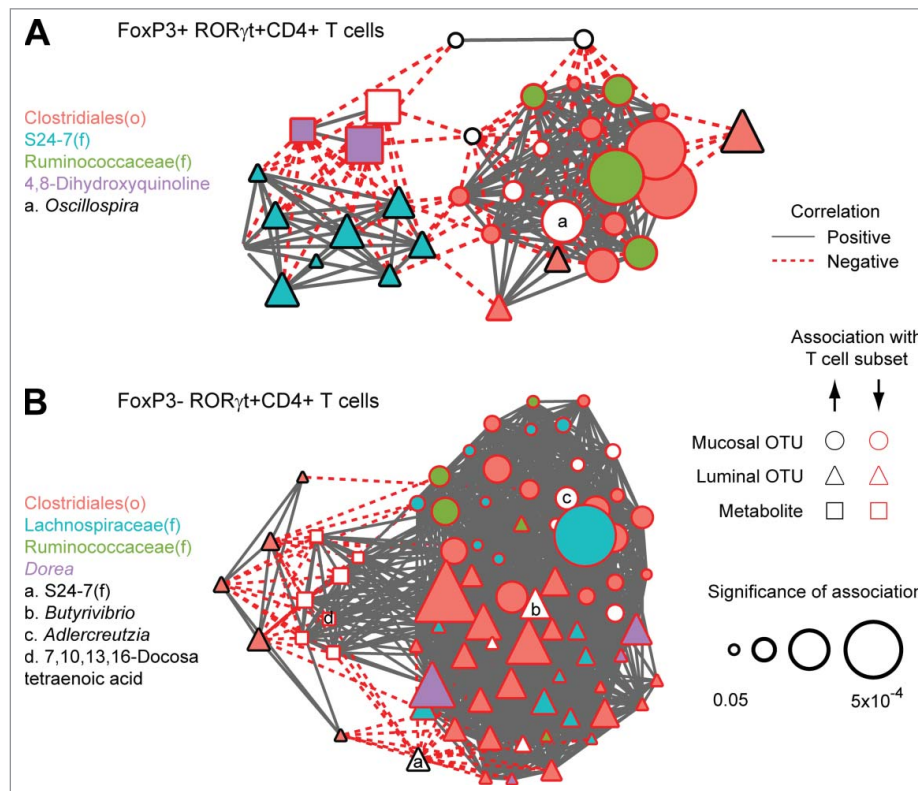 A
FoxP3+ RORγt+CD4+ T cells
Clostridiales(o)
S24-7(f)
Ruminococcaceae(f)
4,8-Dihydroxyquinoline
a. Oscillospira
a
Correlation
Positive
Negative
Association with
T cell subset
Mucosal OTU
Luminal OTU
Metabolite
Significance of association
0.05
5x10⁻⁴
B
FoxP3- RORγt+CD4+ T cells
Clostridiales(o)
Lachnospiraceae(f)
Ruminococcaceae(f)
Dorea
a. S24-7(f)
b. Butyrivibrio
c. Adlercreutzia
d. 7,10,13,16-Docosa
tetraenoic acid
c
b
d
a